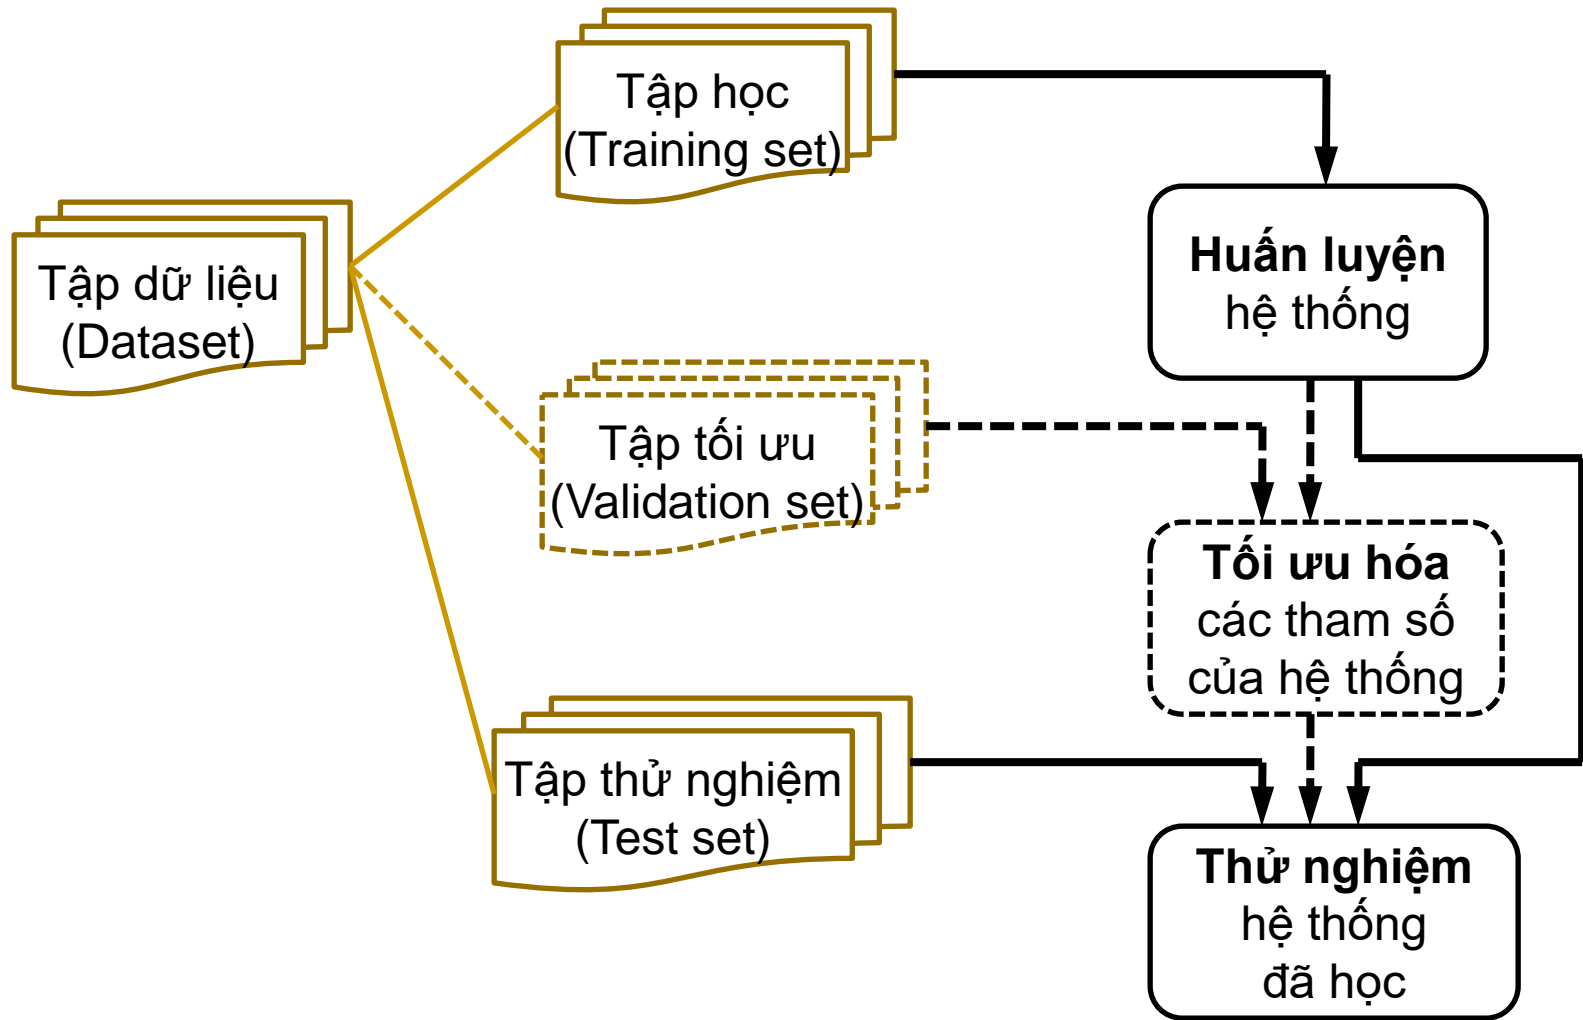 Tập học
(Training set)
Tập dữ liệu
(Dataset)
Huấn luyện
hệ thống
Tập tối ưu
(Validation set)
Tối ưu hóa
các tham số
của hệ thống
Tập thử nghiệm
(Test set)
Thử nghiệm
hệ thống
đã học